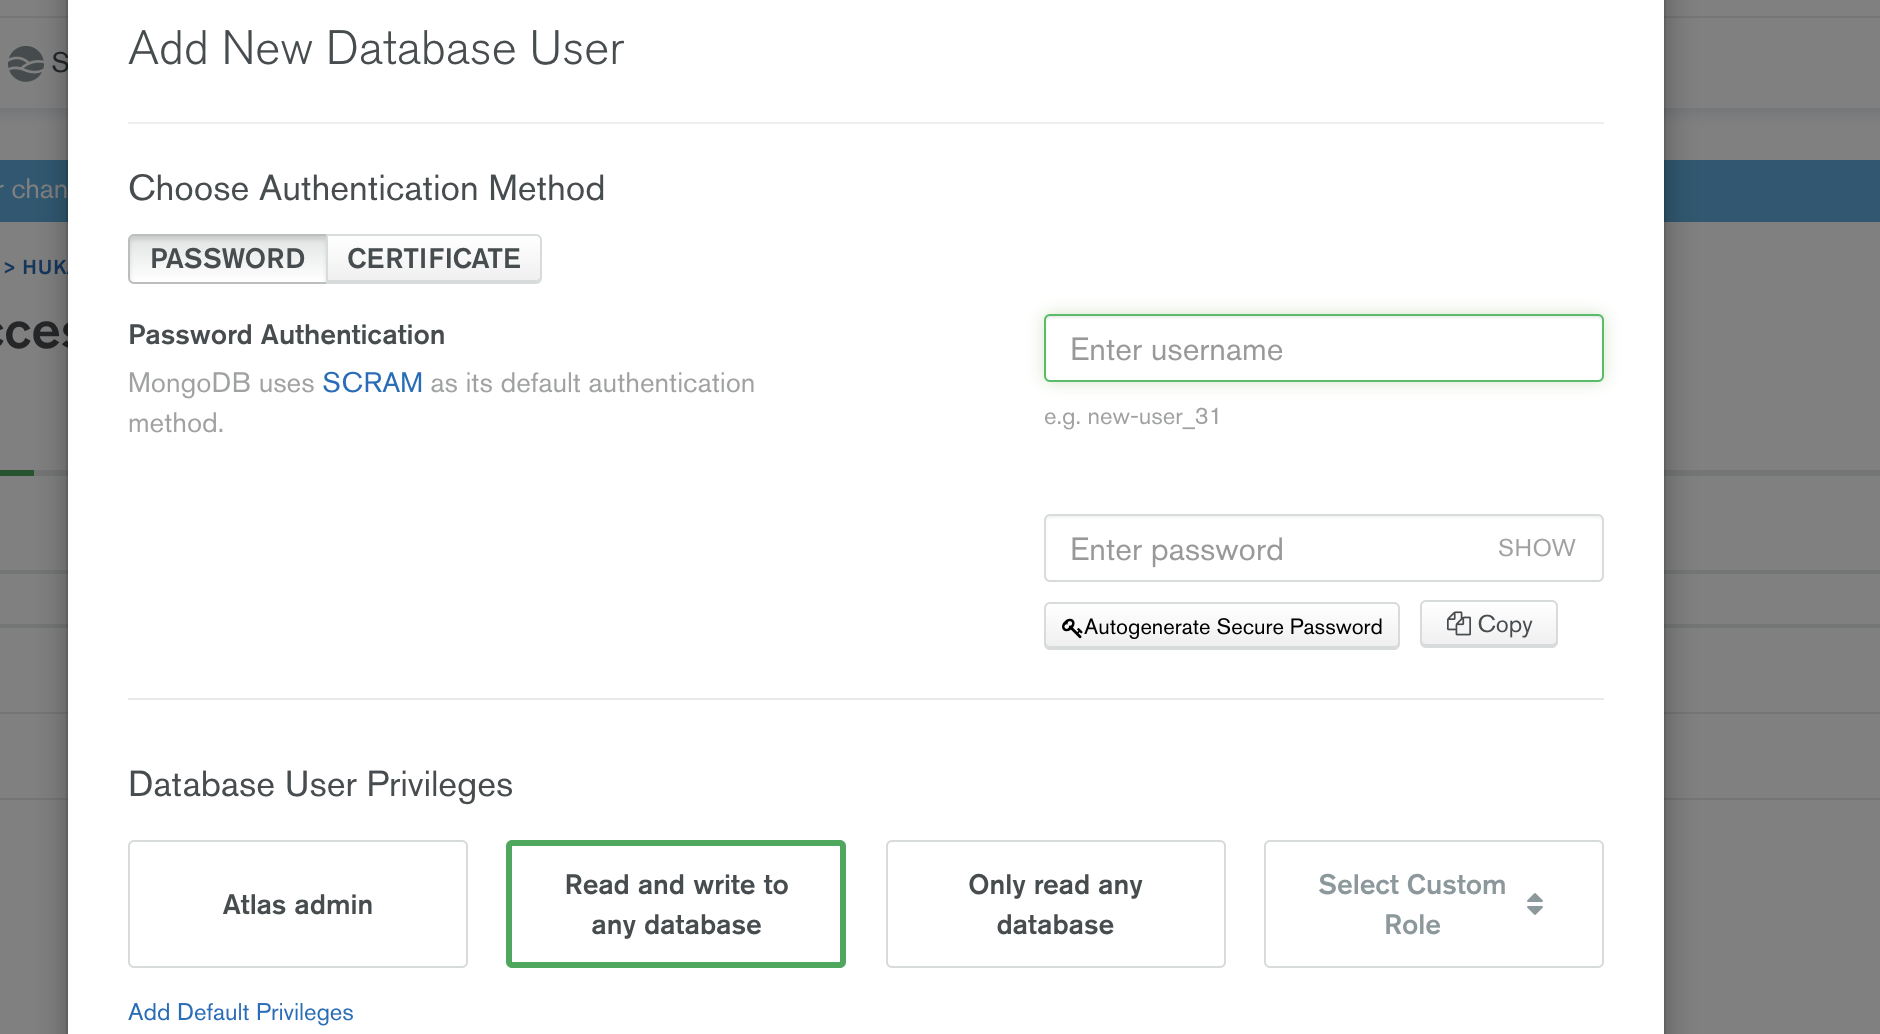 Add New Database User
S
r chan
> HUK
cces
Choose Authentication Method
PASSWORD CERTIFICATE
Password Authentication
MongoDB uses SCRAM as its default authentication
method.
Enter username
e.g. new-user_31
Enter password SHOW
Autogenerate Secure Password Copy
Database User Privileges
Atlas admin
Read and write to
any database
Only read any
database
Select Custom
Role
Add Default Privileges